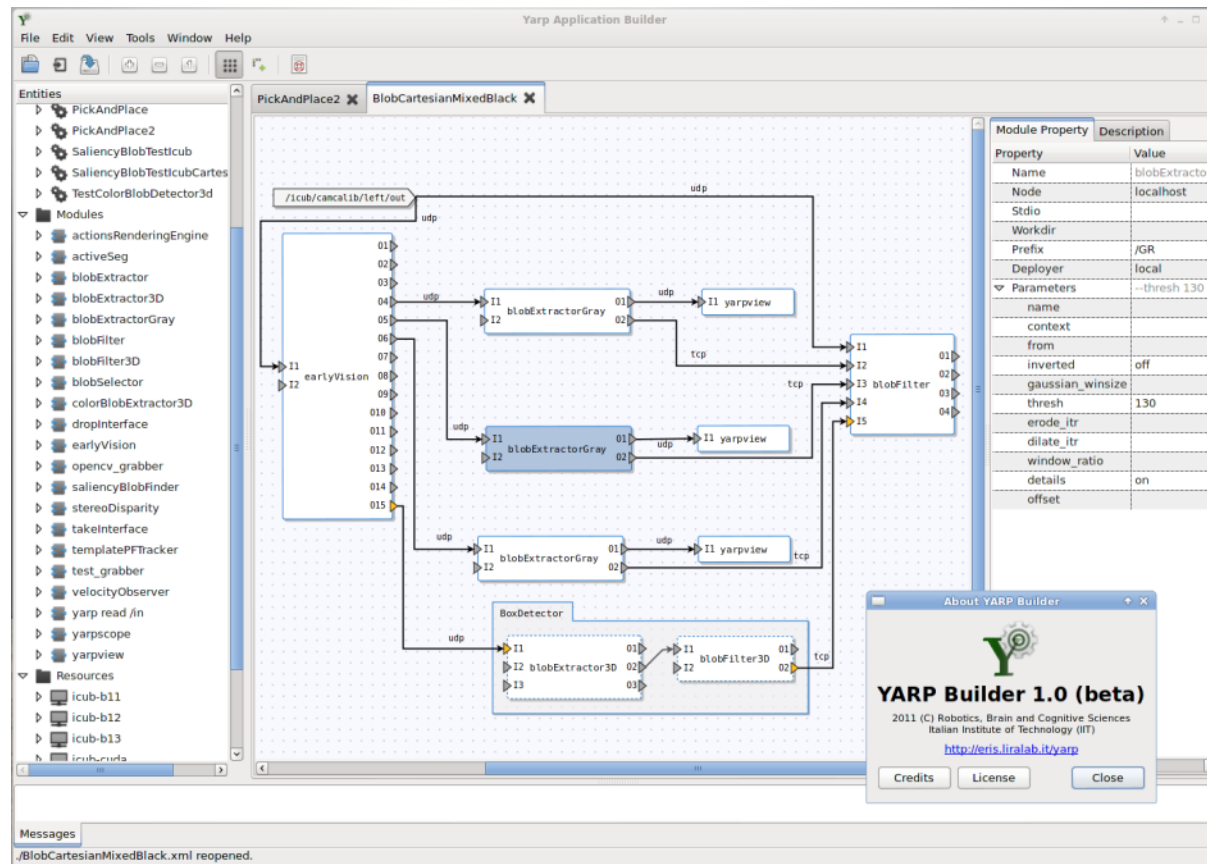 Yarp Application Builder
File Edit View Tools Window Help
Entities
PickAndPlace
PickAndPlace2
SaliencyBlobTestIcub
SaliencyBlobTestIcubCartes
TestColorBlobDetector3d
Modules
actionsRenderingEngine
activeSeg
blobExtractor
blobExtractor3D
blobExtractorGray
blobFilter
blobFilter3D
blobSelector
colorBlobExtractor3D
dropInterface
earlyVision
opencv_grabber
saliencyBlobFinder
stereoDisparity
takeInterface
templatePFTracker
test_grabber
velocityObserver
yarp read /in
yarpscope
yarpview
Resources
icub-b11
icub-b12
icub-b13
icub-cuda
PickAndPlace2
BlobCartesianMixedBlack
/icub/camcalib/left/out
udp
udp
earlyVision
I1
I2
O1
O2
O3
O4
O5
O6
O7
O8
O9
O10
O11
O12
O13
O14
O15
udp
I1
I2
blobExtractorGray
O1
O2
udp
I1 yarpview
tcp
udp
I1
I2
blobExtractorGray
O1
O2
udp
I1 yarpview
tcp
udp
I1
I2
blobExtractorGray
O1
O2
udp
I1 yarpview
tcp
I1
I2
I3
I4
I5
blobFilter
O1
O2
O3
O4
BoxDetector
udp
I1
I2
I3
blobExtractor3D
O1
O2
O3
I1
I2
blobFilter3D
O1
O2
tcp
Module Property
Description
Property Value
Name blobExtracto
Node localhost
Stdio
Workdir
Prefix /GR
Deployer local
Parameters --thresh 130
name
context
from
inverted off
gaussian_winsize
thresh 130
erode_itr
dilate_itr
window_ratio
details on
offset
About YARP Builder
YARP Builder 1.0 (beta)
2011 (C) Robotics, Brain and Cognitive Sciences
Italian Institute of Technology (IIT)
http://eris.liralab.it/yarp
Credits License Close
Messages
./BlobCartesianMixedBlack.xml reopened.